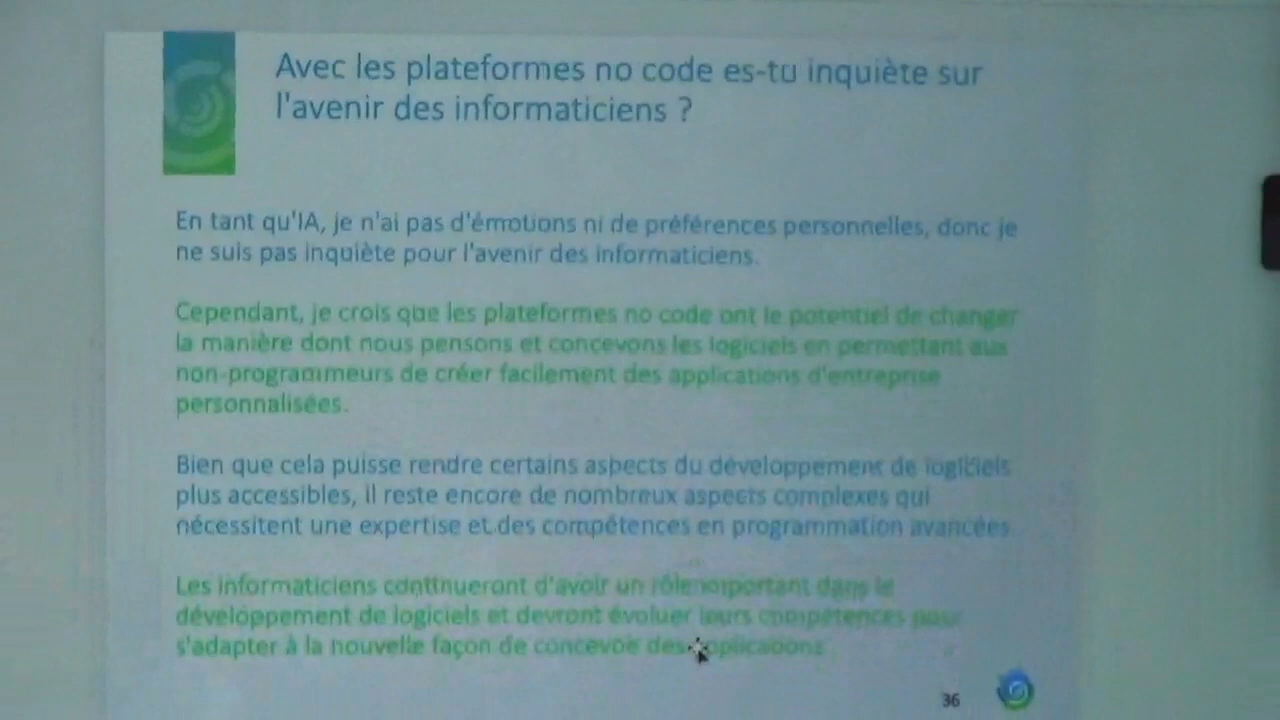 Avec les plateformes no code es-tu inquiète sur
l'avenir des informaticiens ?
En tant qu'IA, je n'ai pas d'émotions ni de préférences personnelles, donc je
ne suis pas inquiète pour l'avenir des informaticiens.
Cependant, je crois que les plateformes no code ont le potentiel de changer
la manière dont nous pensons et concevons les logiciels en permettant aux
non-programmeurs de créer facilement des applications d'entreprise
personnalisées.
Bien que cela puisse rendre certains aspects du développement de logiciels
plus accessibles, il reste encore de nombreux aspects complexes qui
nécessitent une expertise et des compétences en programmation avancées.
Les informaticiens continueront d'avoir un rôle important dans le
développement de logiciels et devront évoluer leurs compétences pour
s'adapter à la nouvelle façon de des applications
36